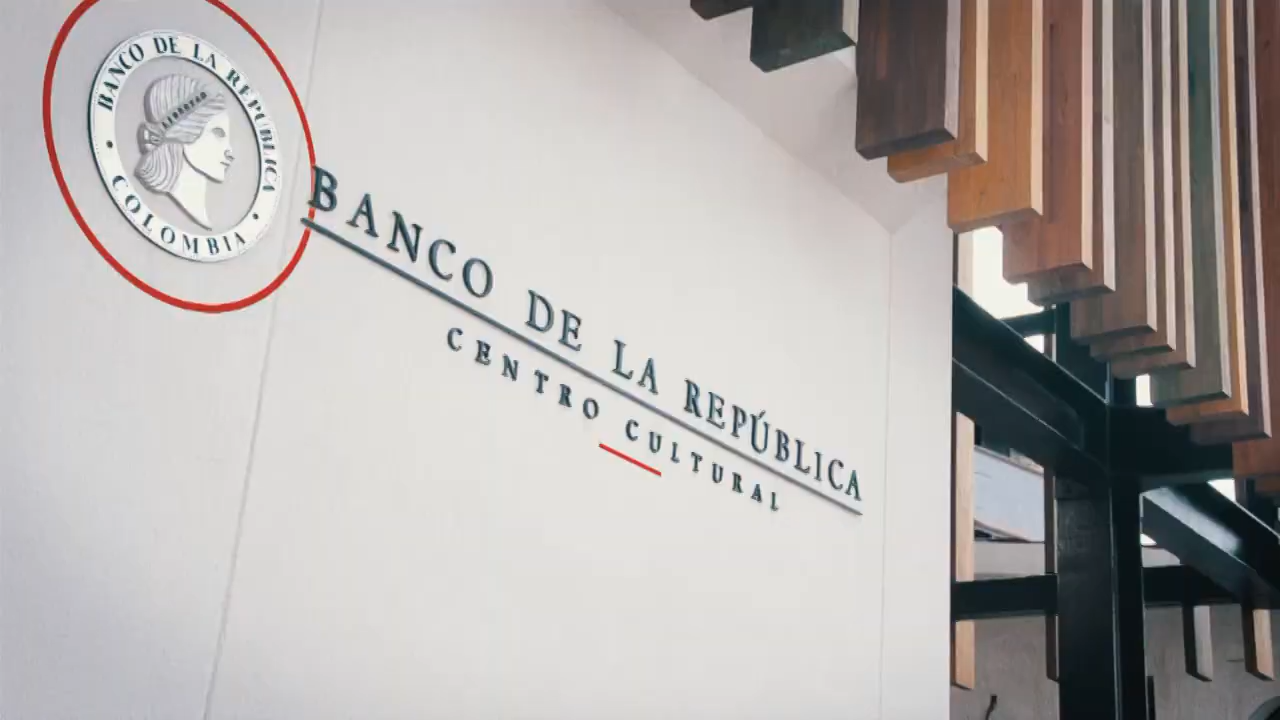 BANCO DE LA REPÚBLICA
COLOMBIA
LIBERTAD
BANCO DE LA REPÚBLICA
CENTRO CULTURAL